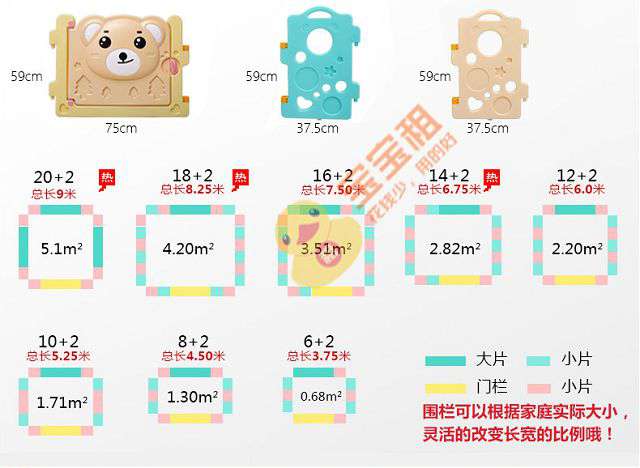 59cm
75cm
59cm
37.5cm
59cm
37.5cm
宝宝租
花钱少，用的好
20+2
总长9米
热
18+2
总长8.25米
热
16+2
总长7.50米
14+2
总长6.75米
热
12+2
总长6.0米
5.1m²
4.20m²
3.51m²
2.82m²
2.20m²
10+2
总长5.25米
8+2
总长4.50米
6+2
总长3.75米
1.71m²
1.30m²
0.68m²
大片
小片
门栏
小片
围栏可以根据家庭实际大小，
灵活的改变长宽的比例哦！